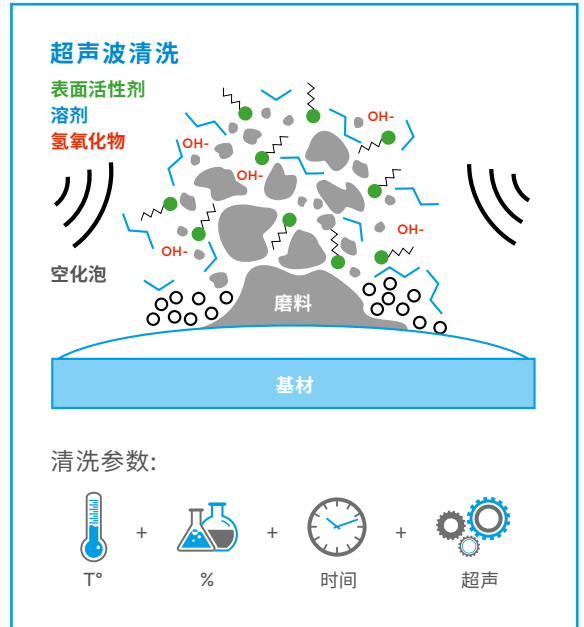 超声波清洗
表面活性剂
溶剂
氢氧化物
OH-
OH-
OH-
OH-
OH-
空化泡
磨料
基材
清洗参数:
T° + % + 时间 + 超声